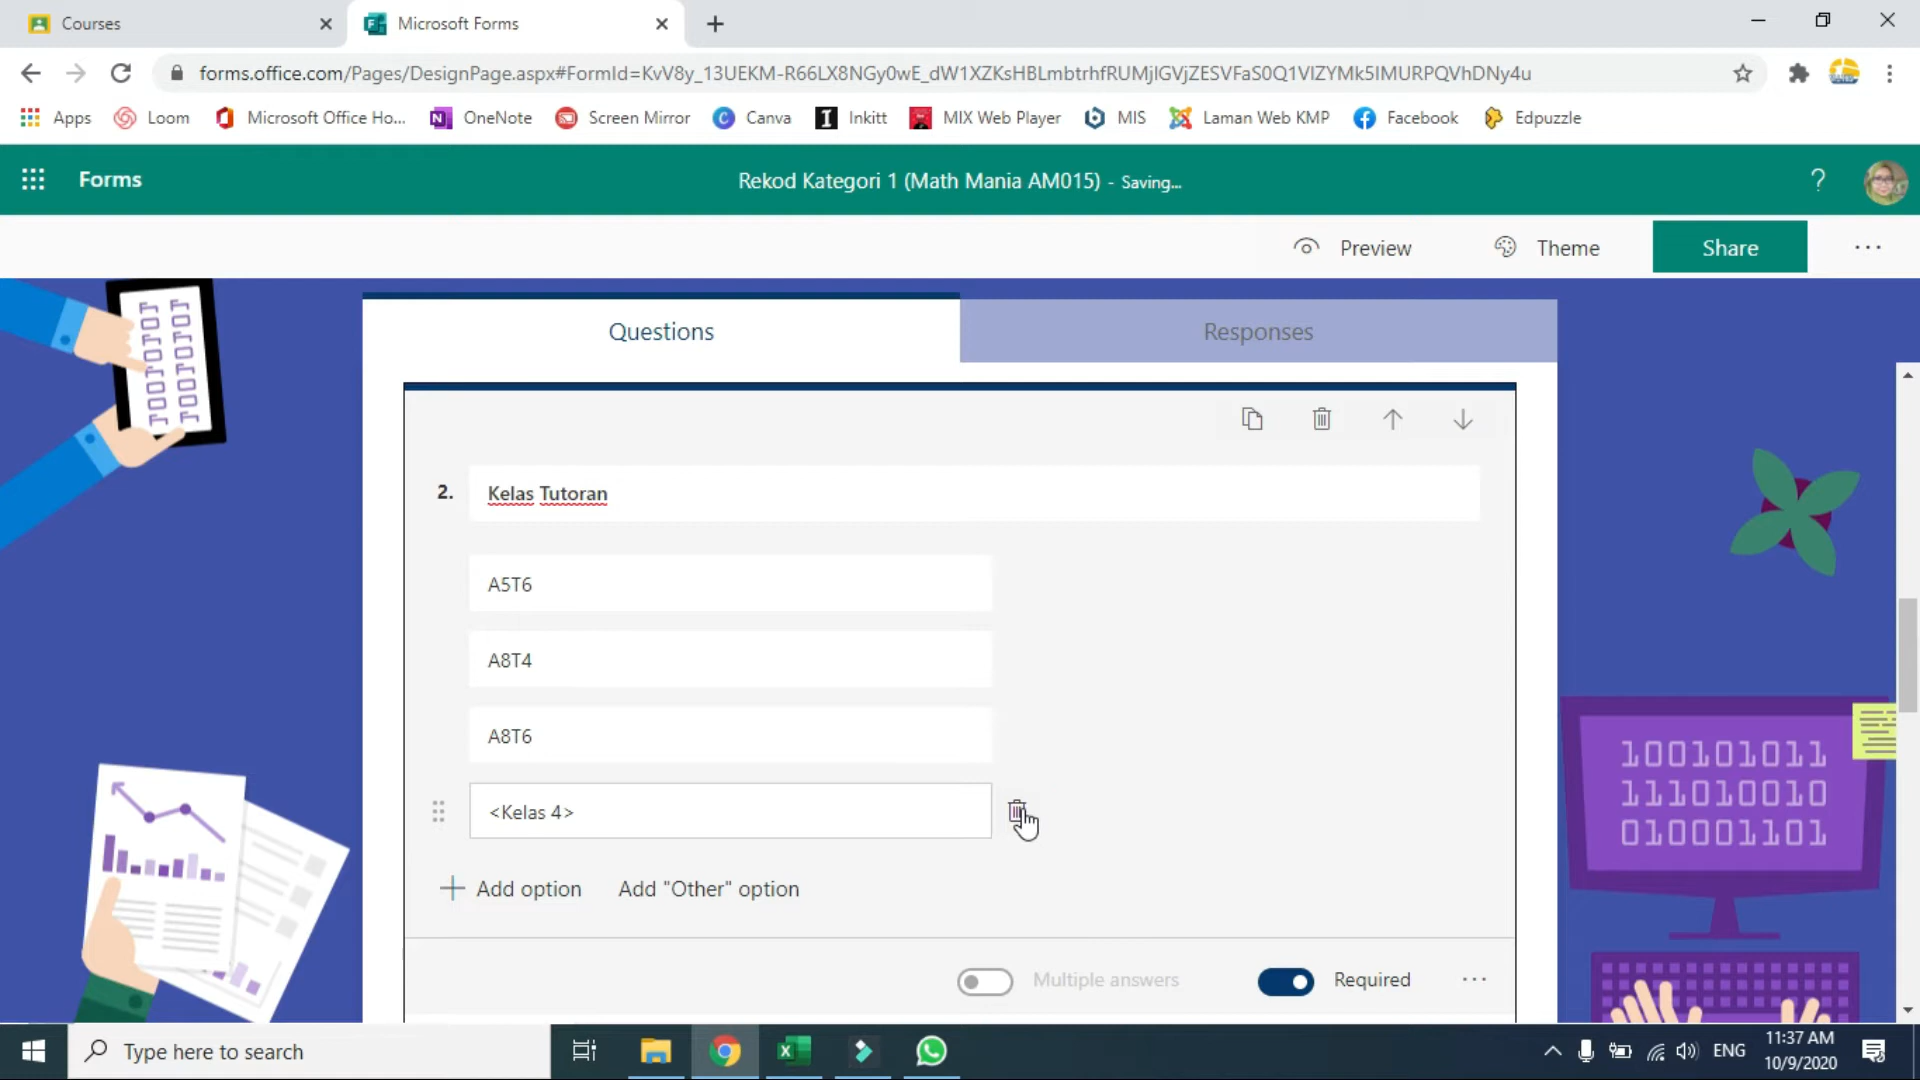 Courses
Microsoft Forms
forms.office.com/Pages/DesignPage.aspx#FormId=KvV8y_13UEKM-R66LX8NGy0wE_dW1XZKsHBLmbtrhfRUMjlGVjZESVFaS0Q1VlZYMk5IMURPQVhDNy4u
Apps Loom Microsoft Office Ho... OneNote Screen Mirror Canva Inkitt MIX Web Player MIS Laman Web KMP Facebook Edpuzzle
Forms
Rekod Kategori 1 (Math Mania AM015) - Saving...
?
Preview
Theme
Share
Questions
Responses
2. Kelas Tutoran
A5T6
A8T4
A8T6
<Kelas 4>
Add option
Add "Other" option
Multiple answers
Required
100101011
111010010
010001101
Type here to search
ENG
11:37 AM
10/9/2020